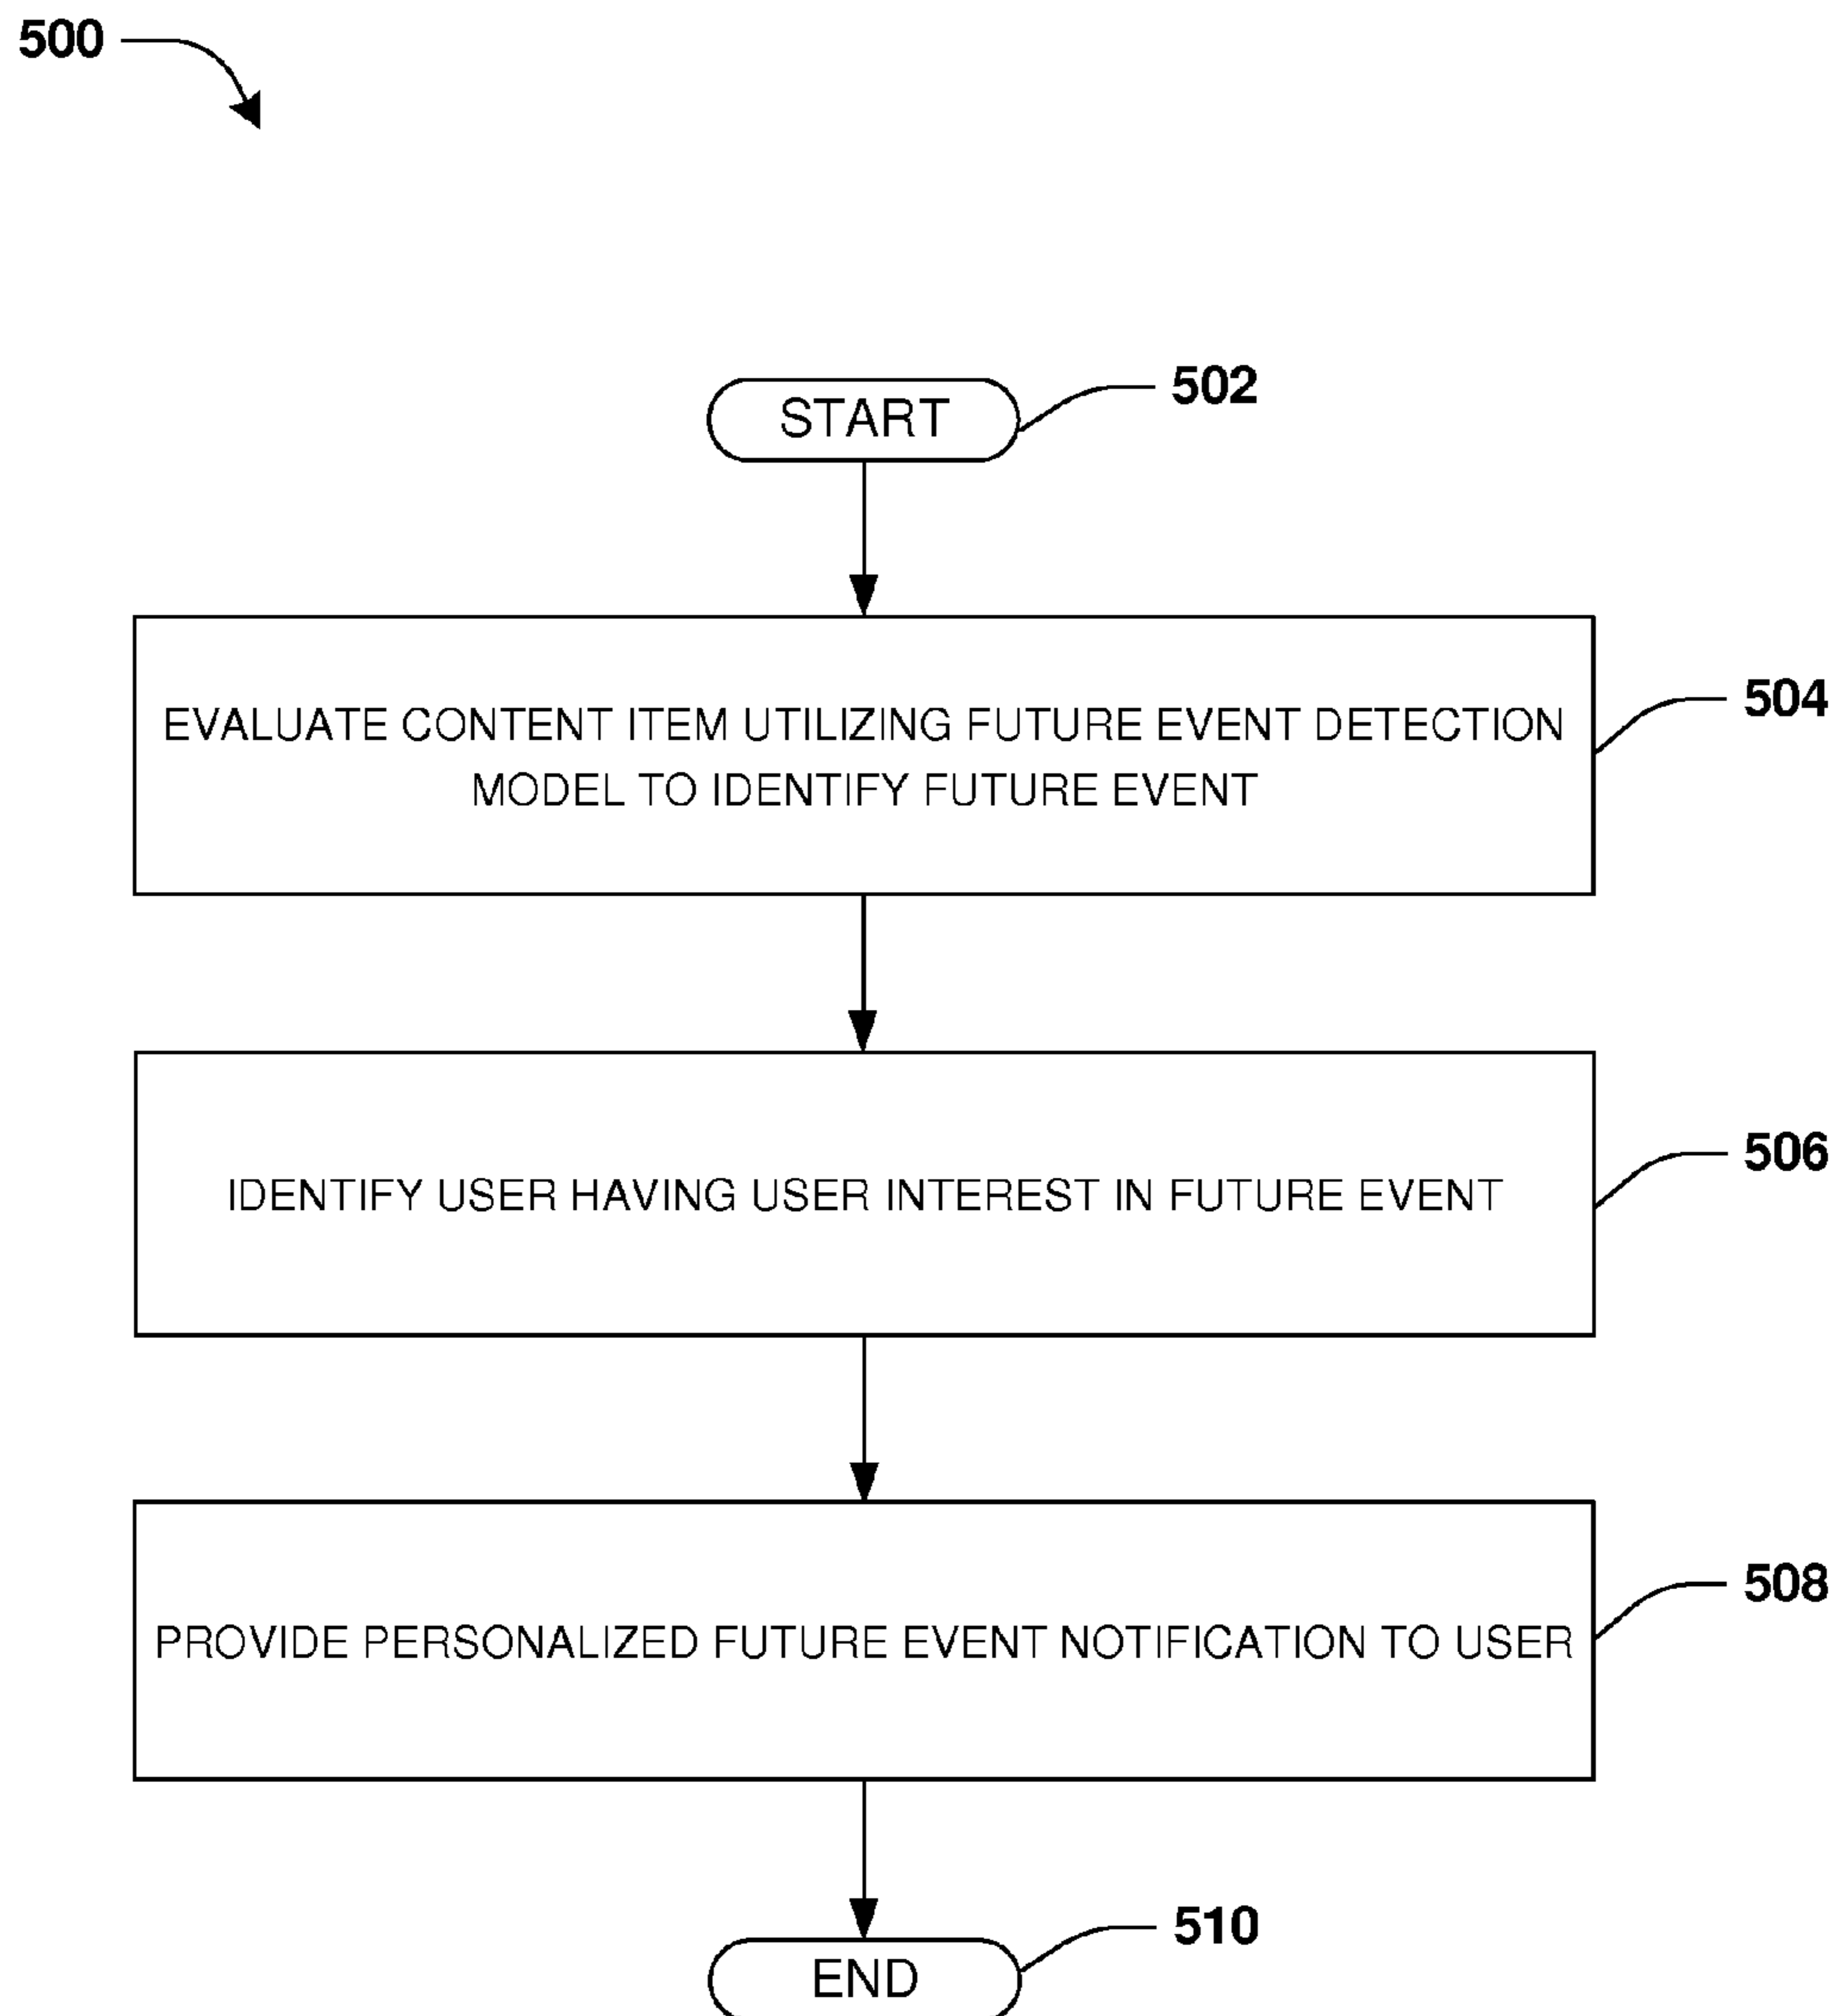 500
START
502
EVALUATE CONTENT ITEM UTILIZING FUTURE EVENT DETECTION
MODEL TO IDENTIFY FUTURE EVENT
504
IDENTIFY USER HAVING USER INTEREST IN FUTURE EVENT
506
PROVIDE PERSONALIZED FUTURE EVENT NOTIFICATION TO USER
508
END
510